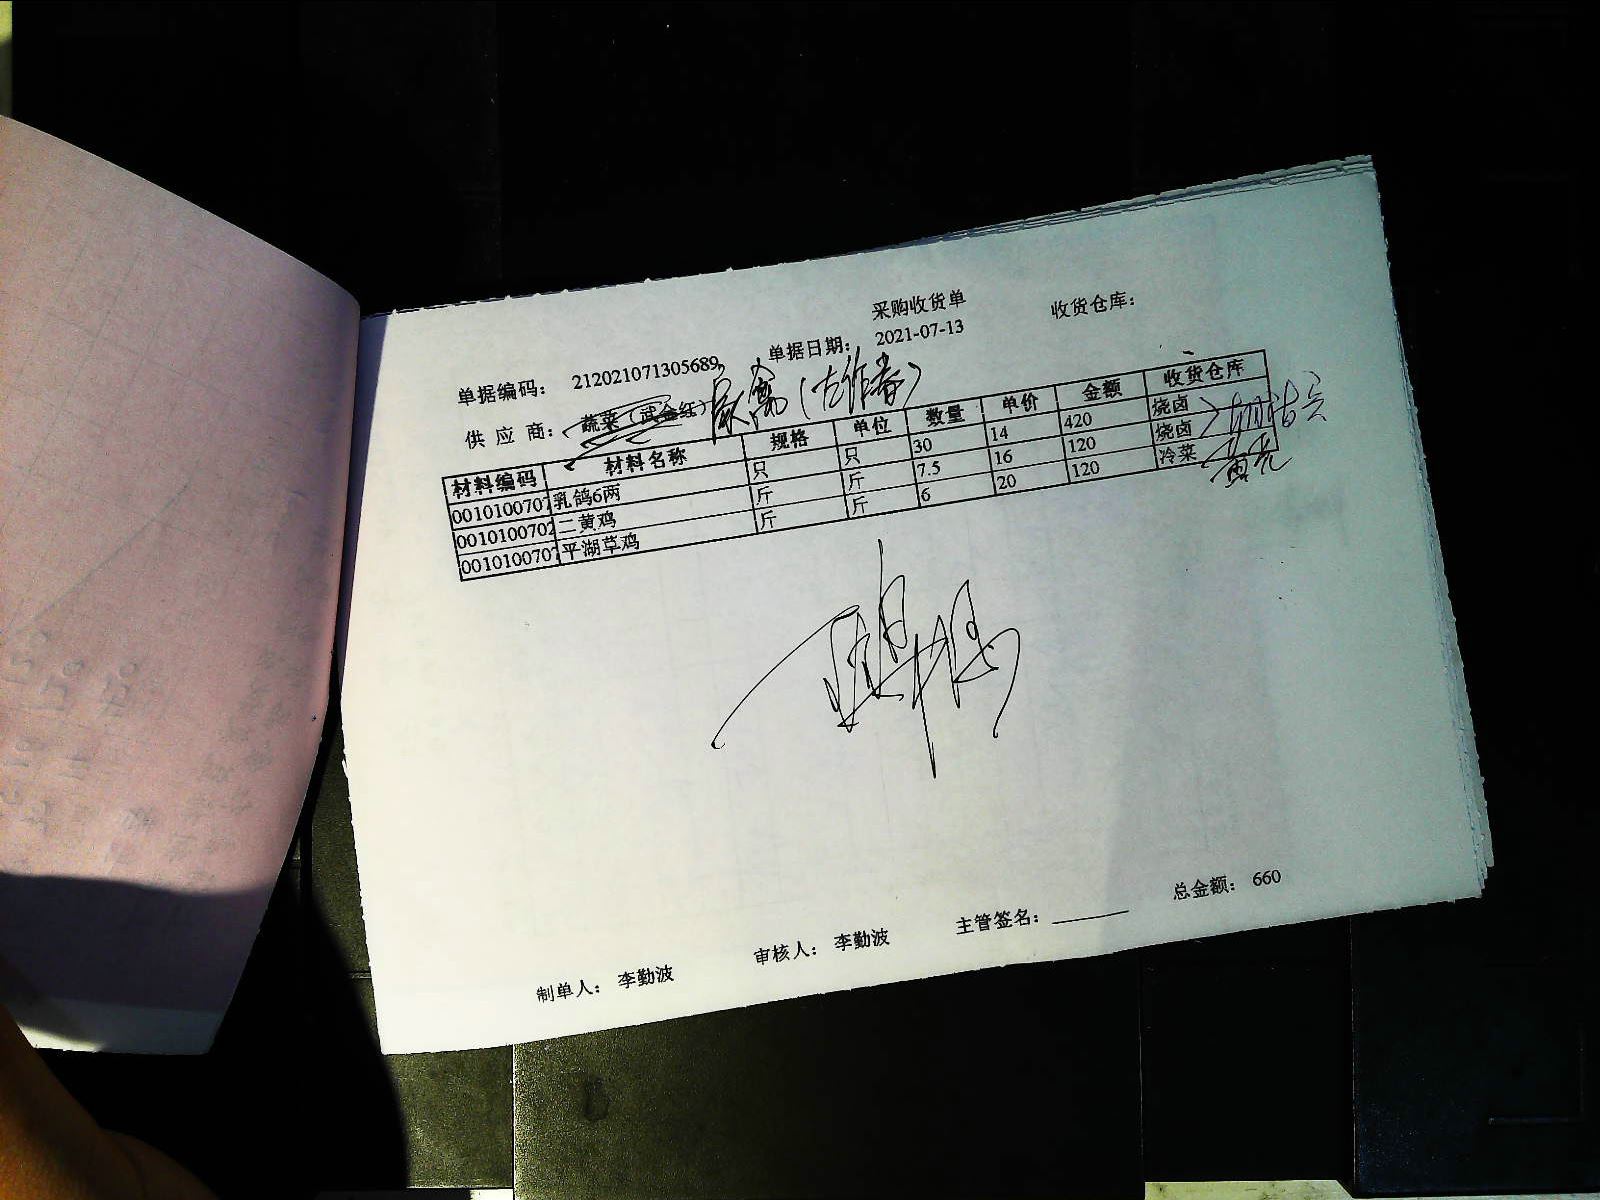 采购收货单
单据编码： 212021071305689 单据日期： 2021-07-13 收货仓库：
供 应 商： 蔬菜（武金红） 家禽（左作春）
材料编码 材料名称 规格 单位 数量 单价 金额 收货仓库
0010100707 乳鸽6两 只 只 30 14 420 烧卤
0010100702 二黄鸡 斤 斤 7.5 16 120 烧卤
0010100707 平湖草鸡 斤 斤 6 20 120 冷菜
总金额： 660
制单人： 李勤波 审核人： 李勤波 主管签名：